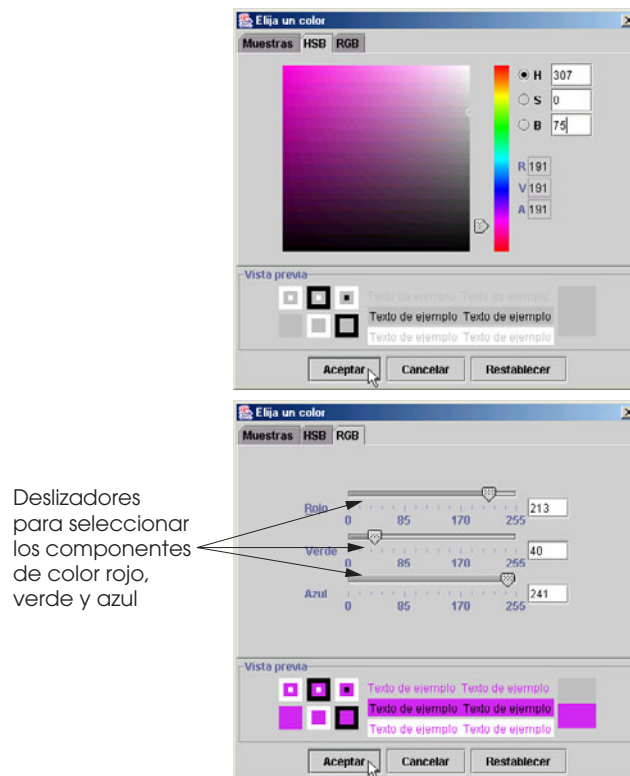 Elija un color
Muestras HSB RGB
H 307
S 0
B 75
R 191
V 191
A 191
Vista previa
Texto de ejemplo Texto de ejemplo
Texto de ejemplo Texto de ejemplo
Texto de ejemplo Texto de ejemplo
Aceptar Cancelar Restablecer
Elija un color
Muestras HSB RGB
Deslizadores
para seleccionar
los componentes
de color rojo,
verde y azul
Rojo 213
0 85 170 255
Verde 40
0 85 170 255
Azul 241
0 85 170 255
Vista previa
Texto de ejemplo Texto de ejemplo
Texto de ejemplo Texto de ejemplo
Texto de ejemplo Texto de ejemplo
Aceptar Cancelar Restablecer